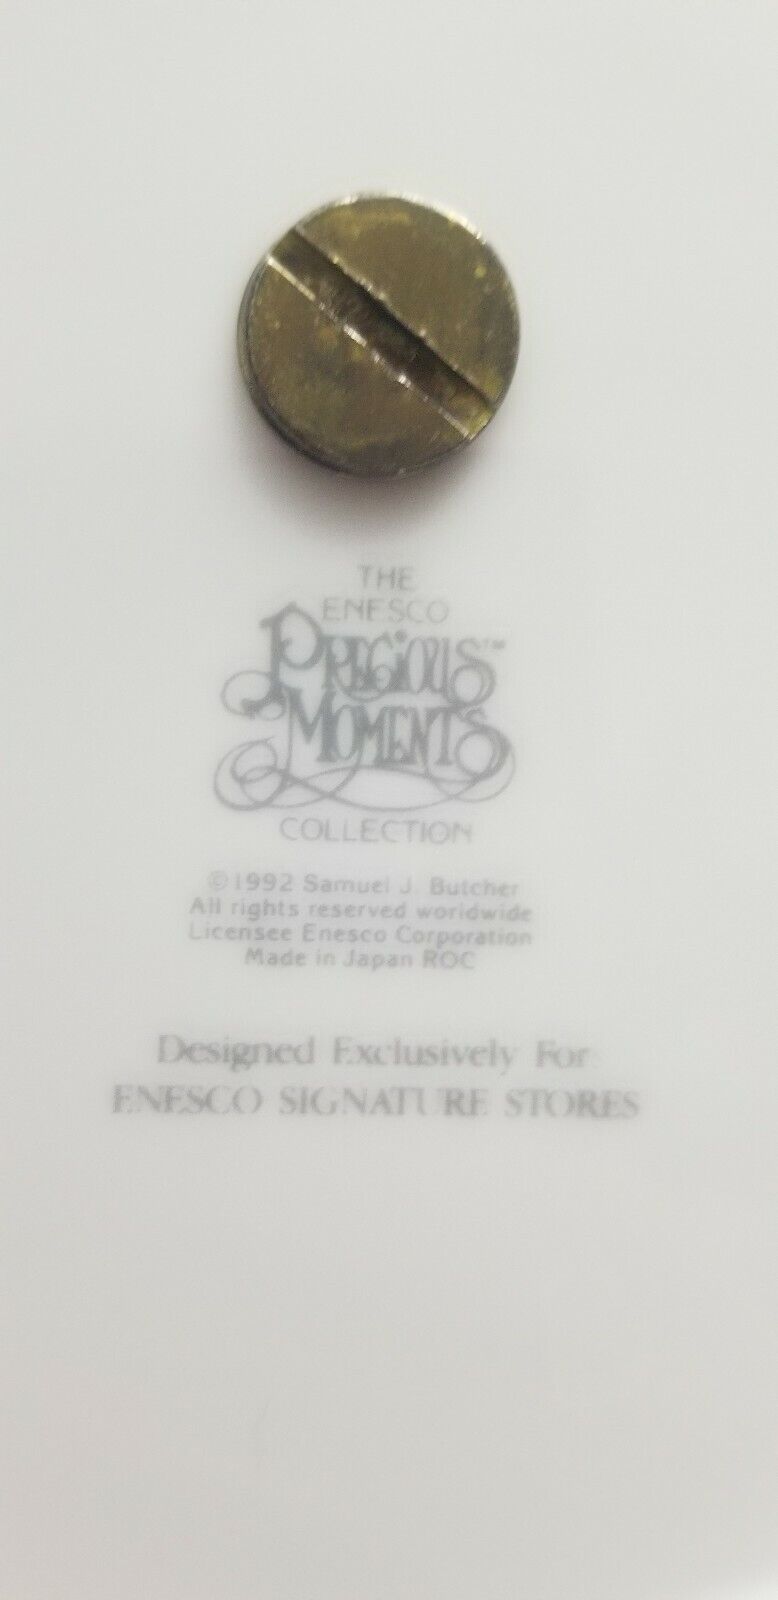 THE
ENESCO
PRECIOUS™
MOMENTS
COLLECTION
©1992 Samuel J. Butcher
All rights reserved worldwide
Licensee Enesco Corporation
Made in Japan ROC
Designed Exclusively For
ENESCO SIGNATURE STORES